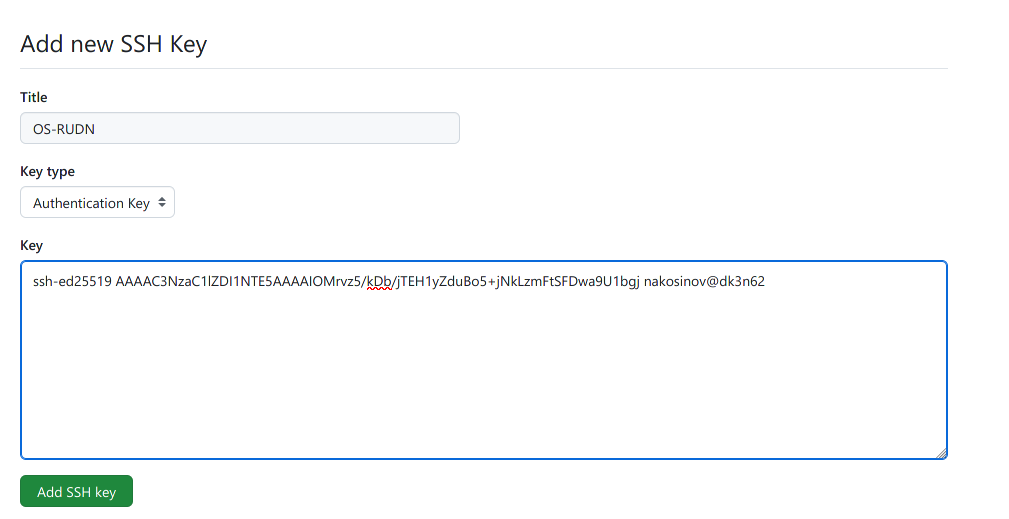 Add new SSH Key
Title
OS-RUDN
Key type
Authentication Key
Key
ssh-ed25519 AAAAC3NzaC1lZDI1NTE5AAAAIOMrvz5/kDb/jTEH1yZduBo5+jNkLzmFtSFDwa9U1bgj nakosinov@dk3n62
Add SSH key